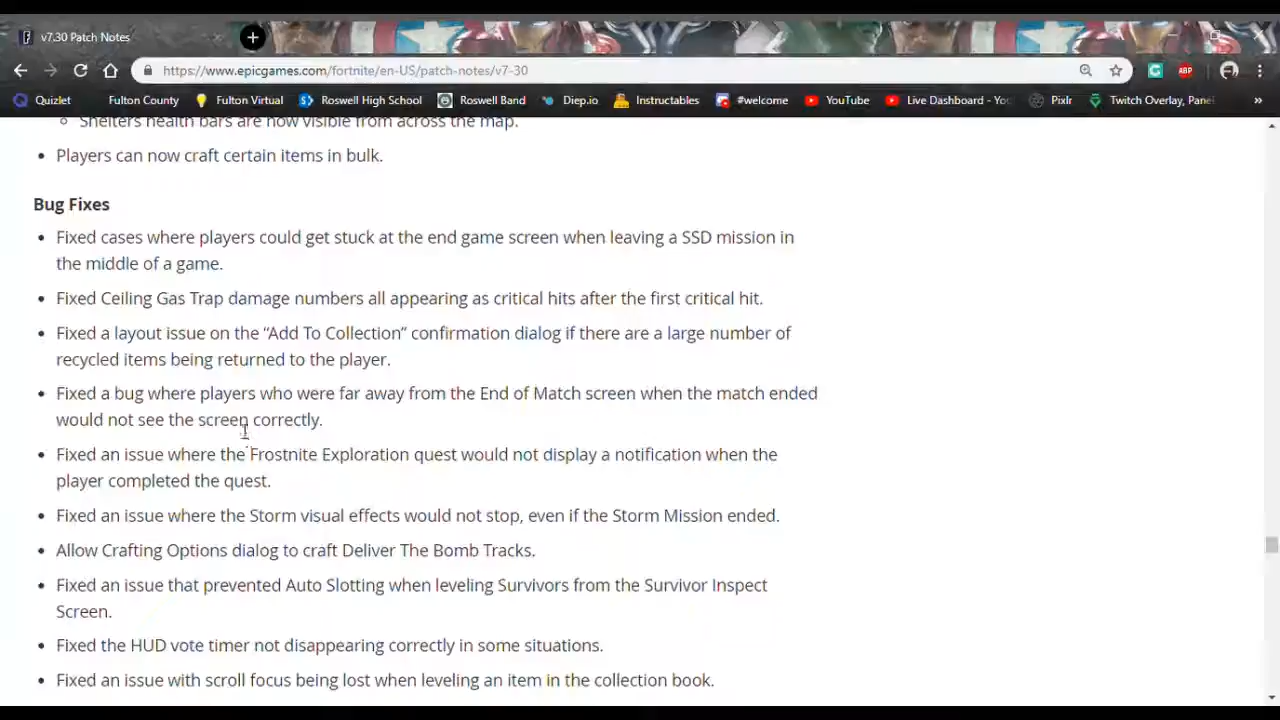 v7.30 Patch Notes
https://www.epicgames.com/fortnite/en-US/patch-notes/v7-30
ABP
Quizlet Fulton County Fulton Virtual Roswell High School Roswell Band Diep.io Instructables #welcome YouTube Live Dashboard - Yo Pixlr Twitch Overlay, Pane »
Shelters health bars are now visible from across the map.
Players can now craft certain items in bulk.
Bug Fixes
Fixed cases where players could get stuck at the end game screen when leaving a SSD mission in
the middle of a game.
Fixed Ceiling Gas Trap damage numbers all appearing as critical hits after the first critical hit.
Fixed a layout issue on the “Add To Collection” confirmation dialog if there are a large number of
recycled items being returned to the player.
Fixed a bug where players who were far away from the End of Match screen when the match ended
would not see the screen correctly.
Fixed an issue where the Frostnite Exploration quest would not display a notification when the
player completed the quest.
Fixed an issue where the Storm visual effects would not stop, even if the Storm Mission ended.
Allow Crafting Options dialog to craft Deliver The Bomb Tracks.
Fixed an issue that prevented Auto Slotting when leveling Survivors from the Survivor Inspect
Screen.
Fixed the HUD vote timer not disappearing correctly in some situations.
Fixed an issue with scroll focus being lost when leveling an item in the collection book.